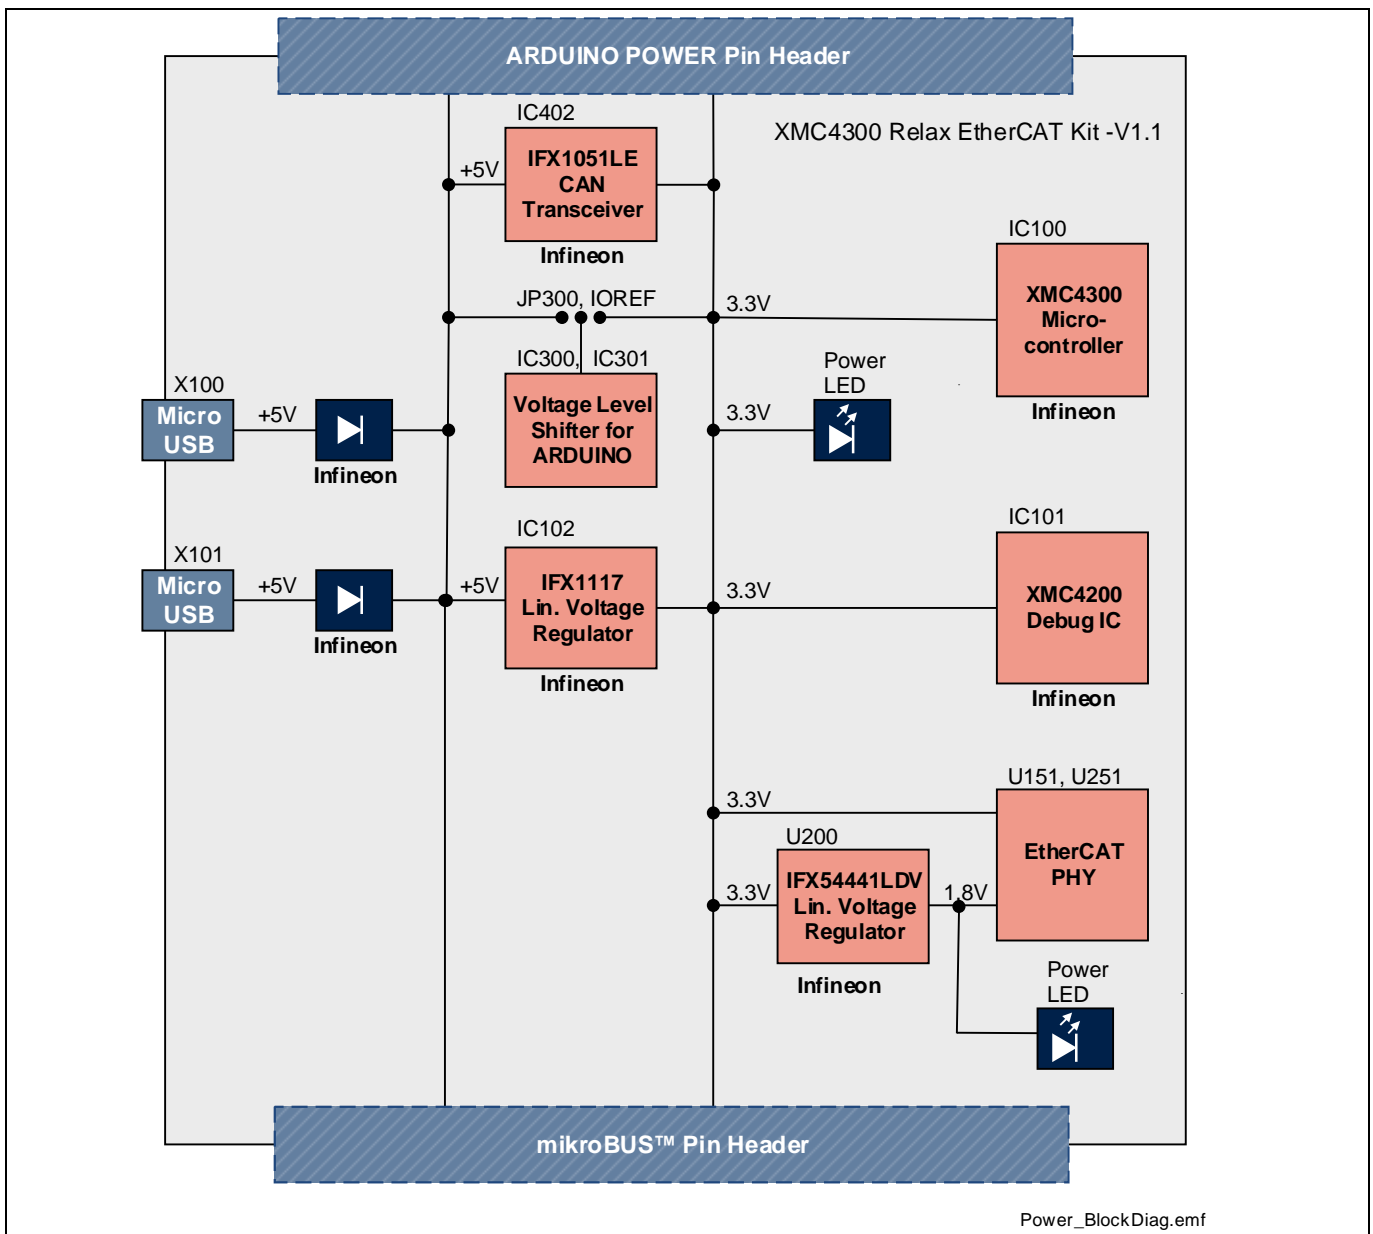 ARDUINO POWER Pin Header
XMC4300 Relax EtherCAT Kit -V1.1
IC402
+5V
IFX1051LE
CAN
Transceiver
Infineon
IC100
XMC4300
Micro-
controller
Infineon
JP300, IOREF
3.3V
IC300, IC301
Voltage Level
Shifter for
ARDUINO
Power
LED
3.3V
X100
Micro
USB
+5V
Infineon
X101
Micro
USB
+5V
Infineon
IC102
+5V
IFX1117
Lin. Voltage
Regulator
Infineon
3.3V
IC101
XMC4200
Debug IC
Infineon
U151, U251
3.3V
EtherCAT
PHY
U200
3.3V
IFX54441LDV
Lin. Voltage
Regulator
Infineon
1.8V
Power
LED
mikroBUS™ Pin Header
Power_BlockDiag.emf